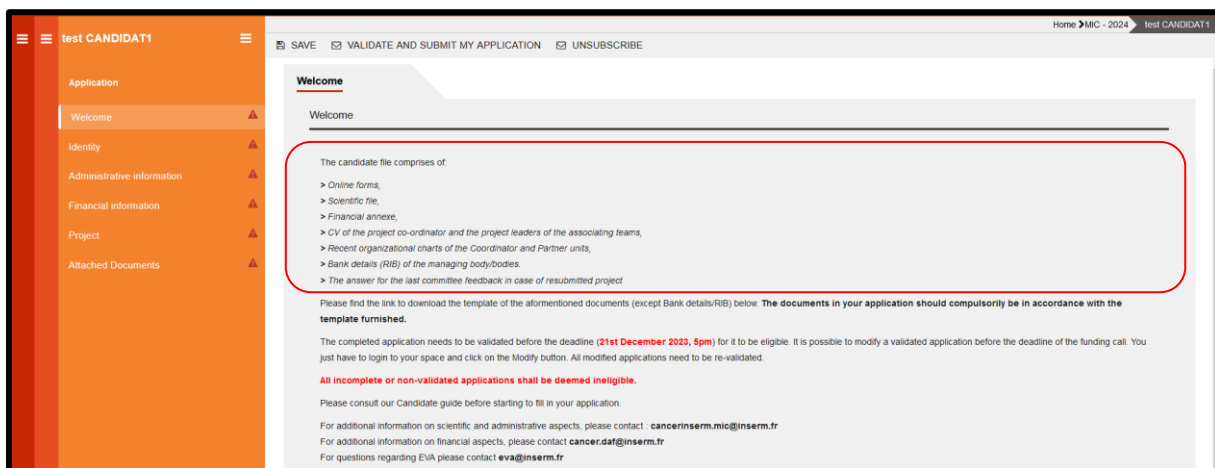 Home > MIC - 2024 test CANDIDAT1
test CANDIDAT1
SAVE VALIDATE AND SUBMIT MY APPLICATION UNSUBSCRIBE
Application
Welcome
Identity
Administrative information
Financial information
Project
Attached Documents
Welcome
Welcome
The candidate file comprises of:
> Online forms,
> Scientific file,
> Financial annexe,
> CV of the project co-ordinator and the project leaders of the associating teams,
> Recent organizational charts of the Coordinator and Partner units,
> Bank details (RIB) of the managing body/bodies.
> The answer for the last committee feedback in case of resubmitted project
Please find the link to download the template of the aformentioned documents (except Bank details/RIB) below. The documents in your application should compulsorily be in accordance with the
template furnished.
The completed application needs to be validated before the deadline (21st December 2023, 5pm) for it to be eligible. It is possible to modify a validated application before the deadline of the funding call. You
just have to login to your space and click on the Modify button. All modified applications need to be re-validated.
All incomplete or non-validated applications shall be deemed ineligible.
Please consult our Candidate guide before starting to fill in your application.
For additional information on scientific and administrative aspects, please contact : cancerinserm.mic@inserm.fr
For additional information on financial aspects, please contact cancer.daf@inserm.fr
For questions regarding EVA please contact eva@inserm.fr